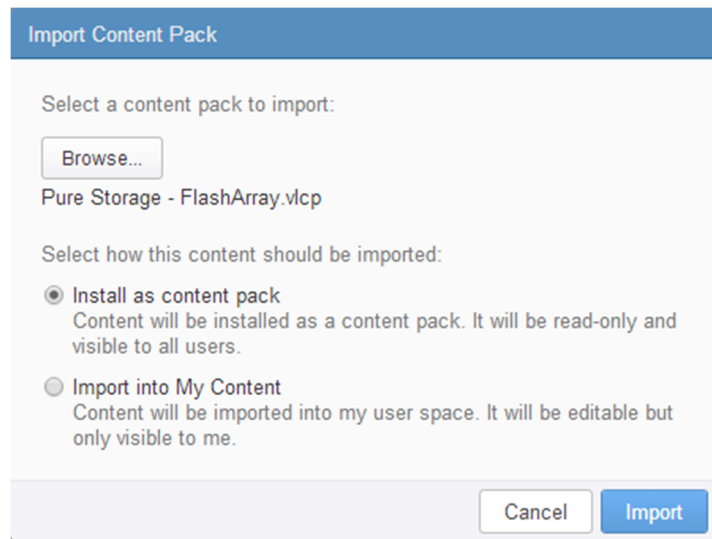 Import Content Pack
Select a content pack to import:
Browse...
Pure Storage - FlashArray.vlcp
Select how this content should be imported:
Install as content pack
Content will be installed as a content pack. It will be read-only and
visible to all users.
Import into My Content
Content will be imported into my user space. It will be editable but
only visible to me.
Cancel
Import